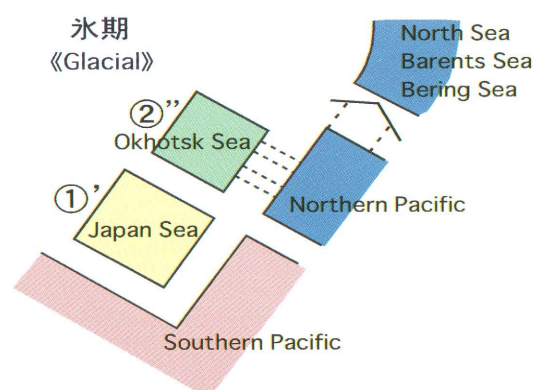 氷期
《Glacial》
North Sea
Barents Sea
Bering Sea
②''
Okhotsk Sea
①'
Japan Sea
Northern Pacific
Southern Pacific